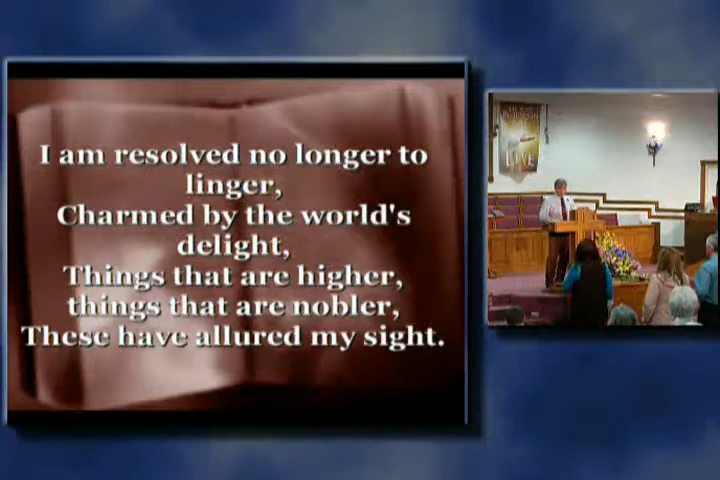 I am resolved no longer to
linger,
Charmed by the world's
delight,
Things that are higher,
things that are nobler,
These have allured my sight.
LIVE